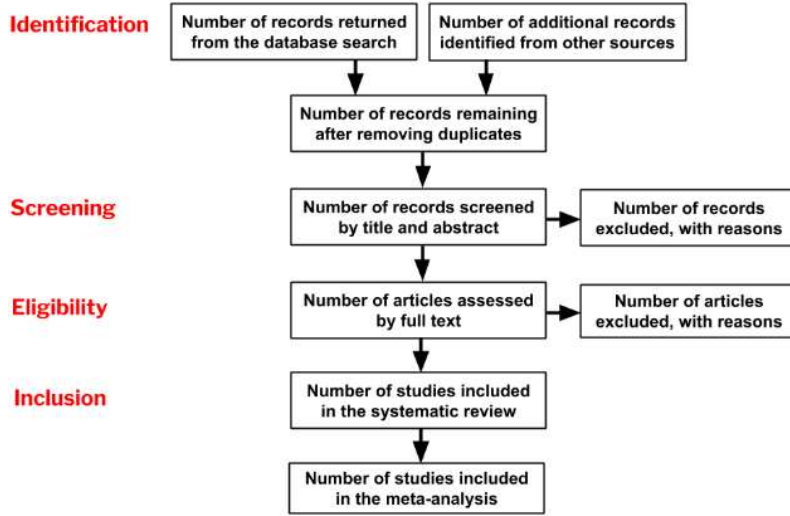 Identification
Number of records returned
from the database search
Number of additional records
identified from other sources
Number of records remaining
after removing duplicates
Screening
Number of records screened
by title and abstract
Number of records
excluded, with reasons
Eligibility
Number of articles assessed
by full text
Number of articles
excluded, with reasons
Inclusion
Number of studies included
in the systematic review
Number of studies included
in the meta-analysis